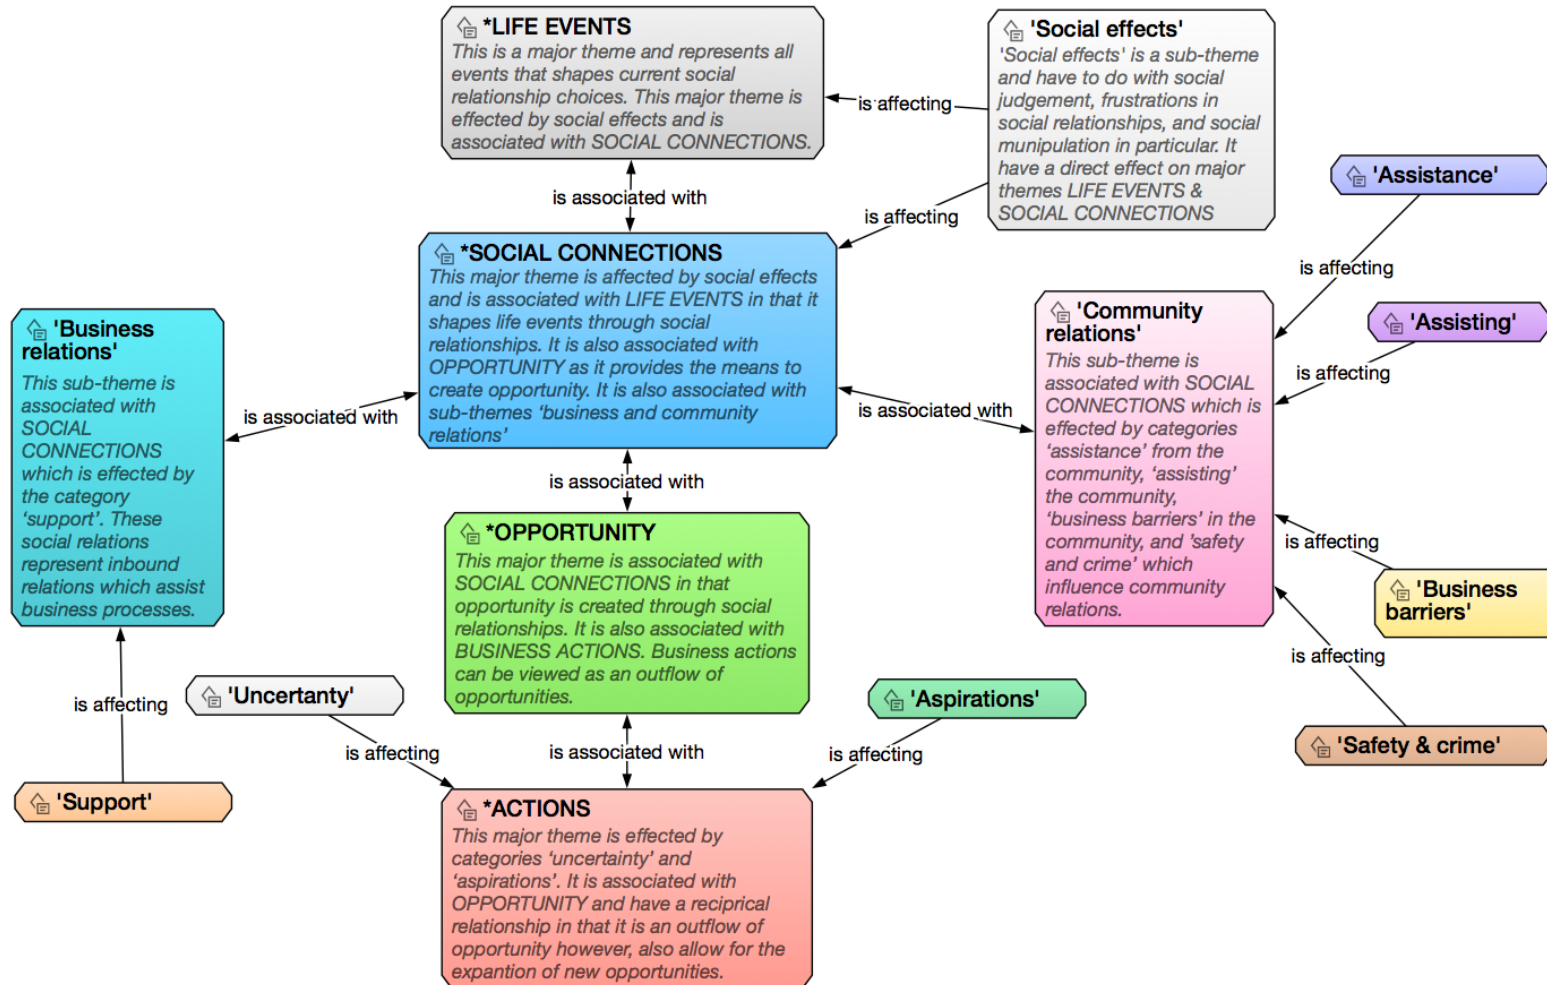 *LIFE EVENTS
This is a major theme and represents all
events that shapes current social
relationship choices. This major theme is
effected by social effects and is
associated with SOCIAL CONNECTIONS.
'Social effects'
'Social effects' is a sub-theme
and have to do with social
judgement, frustrations in
social relationships, and social
munipulation in particular. It
have a direct effect on major
themes LIFE EVENTS &
SOCIAL CONNECTIONS
is affecting
is associated with
is affecting
'Assistance'
is affecting
*SOCIAL CONNECTIONS
This major theme is affected by social effects
and is associated with LIFE EVENTS in that it
shapes life events through social
relationships. It is also associated with
OPPORTUNITY as it provides the means to
create opportunity. It is also associated with
sub-themes 'business and community
relations'
'Business
relations'
This sub-theme is
associated with
SOCIAL
CONNECTIONS
which is effected by
the category
'support'. These
social relations
represent inbound
relations which assist
business processes.
is associated with
is associated with
'Community
relations'
This sub-theme is
associated with SOCIAL
CONNECTIONS which is
effected by categories
'assistance' from the
community, 'assisting'
the community,
'business barriers' in the
community, and 'safety
and crime' which
influence community
relations.
'Assisting'
is affecting
is associated with
*OPPORTUNITY
This major theme is associated with
SOCIAL CONNECTIONS in that
opportunity is created through social
relationships. It is also associated with
BUSINESS ACTIONS. Business actions
can be viewed as an outflow of
opportunities.
is affecting
'Business
barriers'
is affecting
'Safety & crime'
is affecting
'Support'
'Uncertanty'
is affecting
is associated with
'Aspirations'
is affecting
*ACTIONS
This major theme is effected by
categories 'uncertainty' and
'aspirations'. It is associated with
OPPORTUNITY and have a reciprical
relationship in that it is an outflow of
opportunity however, also allow for the
expantion of new opportunities.